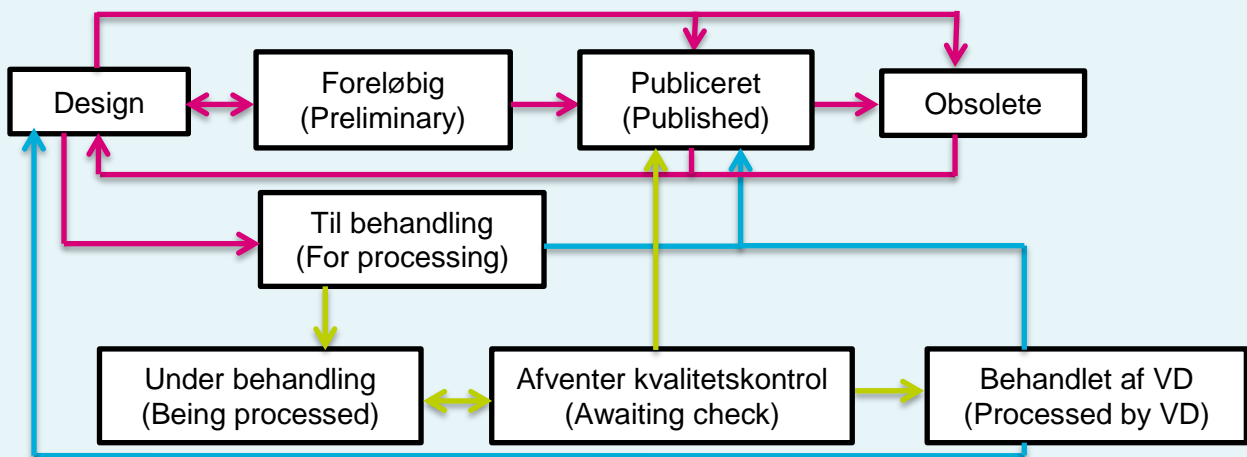 Design
Foreløbig
(Preliminary)
Publiceret
(Published)
Obsolete
Til behandling
(For processing)
Under behandling
(Being processed)
Afventer kvalitetskontrol
(Awaiting check)
Behandlet af VD
(Processed by VD)